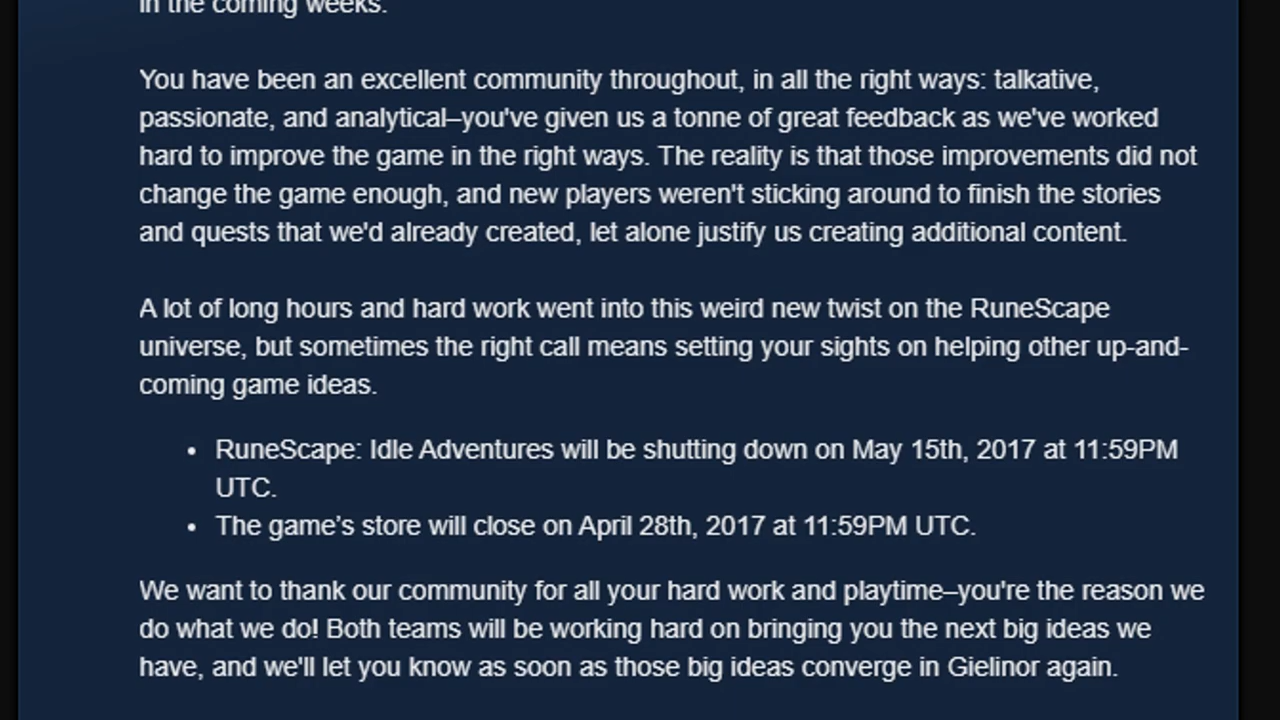 in the coming weeks.
You have been an excellent community throughout, in all the right ways: talkative,
passionate, and analytical–you've given us a tonne of great feedback as we've worked
hard to improve the game in the right ways. The reality is that those improvements did not
change the game enough, and new players weren't sticking around to finish the stories
and quests that we'd already created, let alone justify us creating additional content.
A lot of long hours and hard work went into this weird new twist on the RuneScape
universe, but sometimes the right call means setting your sights on helping other up-and-
coming game ideas.
• RuneScape: Idle Adventures will be shutting down on May 15th, 2017 at 11:59PM
UTC.
• The game’s store will close on April 28th, 2017 at 11:59PM UTC.
We want to thank our community for all your hard work and playtime–you're the reason we
do what we do! Both teams will be working hard on bringing you the next big ideas we
have, and we'll let you know as soon as those big ideas converge in Gielinor again.